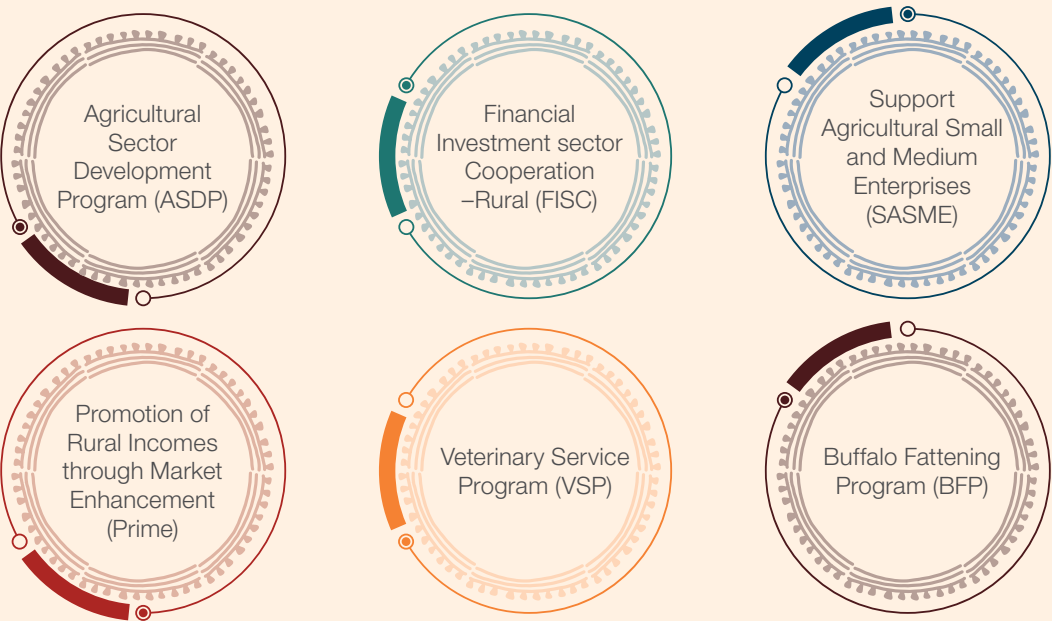 Agricultural
Sector
Development
Program (ASDP)
Financial
Investment sector
Cooperation
–Rural (FISC)
Support
Agricultural Small
and Medium
Enterprises
(SASME)
Promotion of
Rural Incomes
through Market
Enhancement
(Prime)
Veterinary Service
Program (VSP)
Buffalo Fattening
Program (BFP)